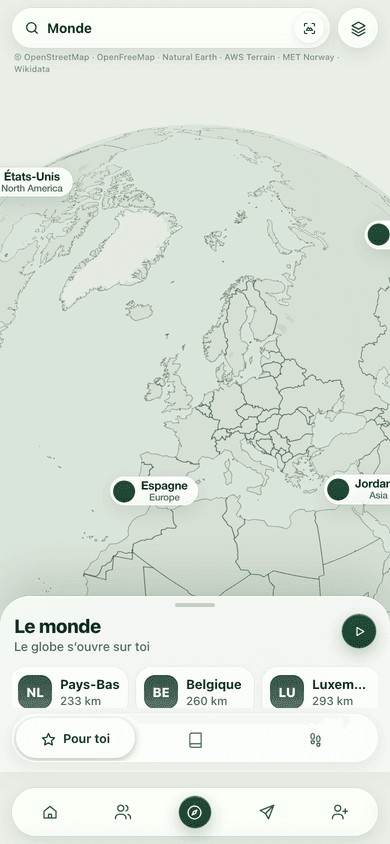 Monde
© OpenStreetMap · OpenFreeMap · Natural Earth · AWS Terrain · MET Norway ·
Wikidata
États-Unis
North America
Espagne
Europe
Jordan
Asia
Le monde
Le globe s'ouvre sur toi
NL Pays-Bas
233 km
BE Belgique
260 km
LU Luxem...
293 km
Pour toi